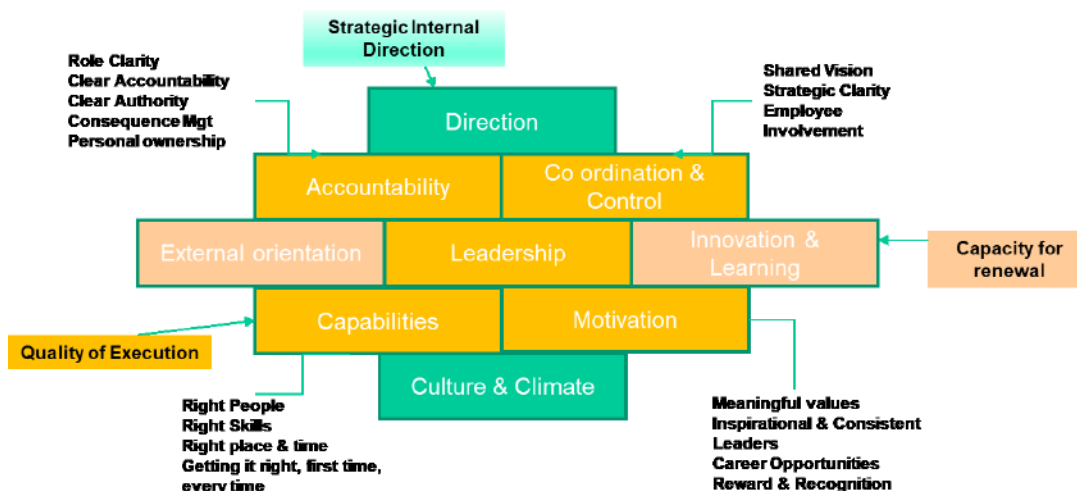 Strategic Internal
Direction
Role Clarity
Clear Accountability
Clear Authority
Consequence Mgt
Personal ownership
Shared Vision
Strategic Clarity
Employee
Involvement
Direction
Accountability
Co ordination &
Control
External orientation
Leadership
Innovation &
Learning
Capacity for
renewal
Capabilities
Motivation
Quality of Execution
Culture & Climate
Right People
Right Skills
Right place & time
Getting it right, first time,
every time
Meaningful values
Inspirational & Consistent
Leaders
Career Opportunities
Reward & Recognition